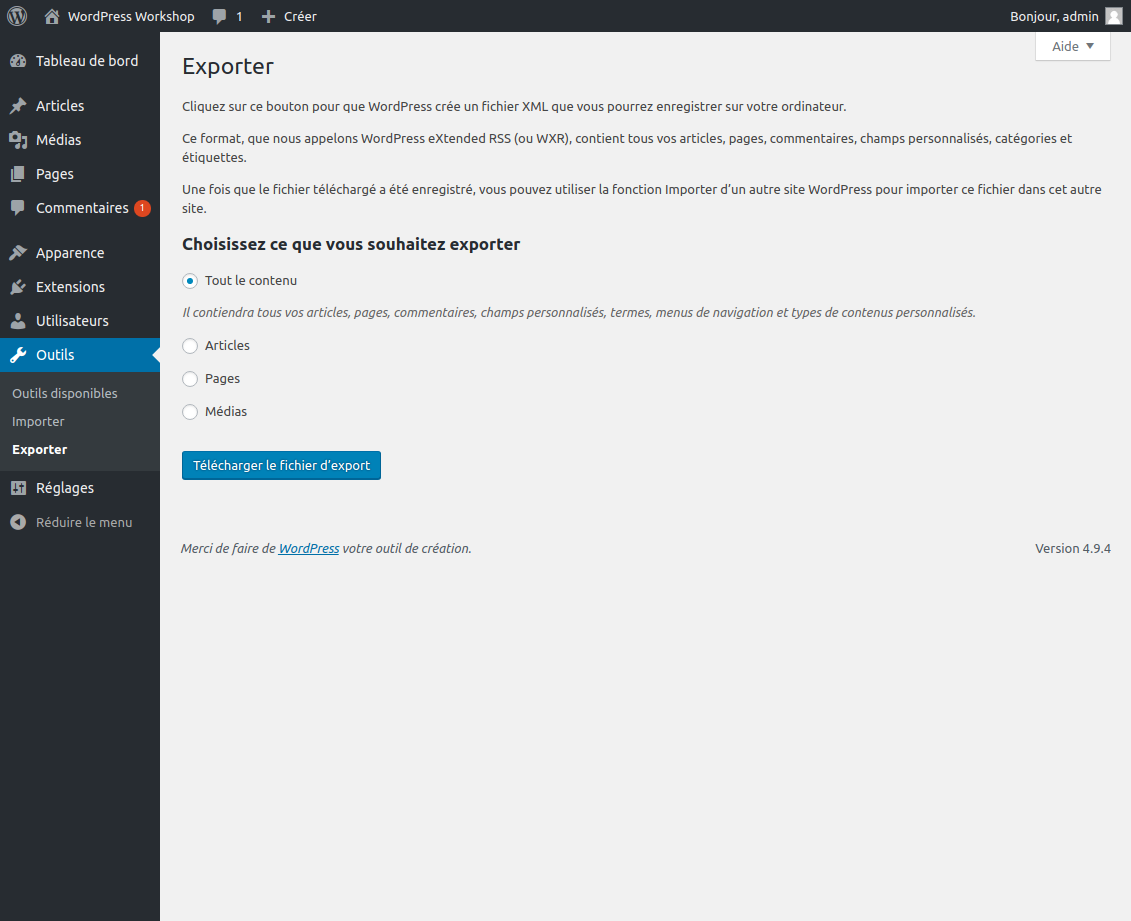 WordPress Workshop 1 Créer Bonjour, admin
Aide
Tableau de bord
Articles
Médias
Pages
Commentaires 1
Apparence
Extensions
Utilisateurs
Outils
Outils disponibles
Importer
Exporter
Réglages
Réduire le menu
Exporter
Cliquez sur ce bouton pour que WordPress crée un fichier XML que vous pourrez enregistrer sur votre ordinateur.
Ce format, que nous appelons WordPress eXtended RSS (ou WXR), contient tous vos articles, pages, commentaires, champs personnalisés, catégories et
étiquettes.
Une fois que le fichier téléchargé a été enregistré, vous pouvez utiliser la fonction Importer d’un autre site WordPress pour importer ce fichier dans cet autre
site.
Choisissez ce que vous souhaitez exporter
Tout le contenu
Il contiendra tous vos articles, pages, commentaires, champs personnalisés, termes, menus de navigation et types de contenus personnalisés.
Articles
Pages
Médias
Télécharger le fichier d’export
Merci de faire de WordPress votre outil de création.
Version 4.9.4